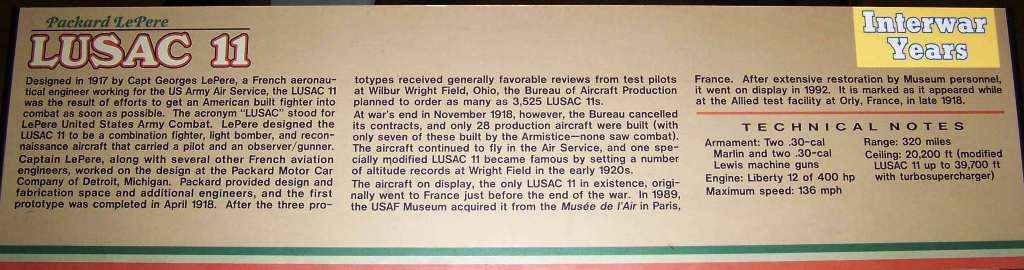 Packard LePere
LUSAC 11
Interwar
Years
Designed in 1917 by Capt Georges LePere, a French aeronau-
tical engineer working for the US Army Air Service, the LUSAC 11
was the result of efforts to get an American built fighter into
combat as soon as possible. The acronym "LUSAC" stood for
LePere United States Army Combat. LePere designed the
LUSAC 11 to be a combination fighter, light bomber, and recon-
naissance aircraft that carried a pilot and an observer/gunner.
Captain LePere, along with several other French aviation
engineers, worked on the design at the Packard Motor Car
Company of Detroit, Michigan. Packard provided design and
fabrication space and additional engineers, and the first
prototype was completed in April 1918. After the three pro-
totypes received generally favorable reviews from test pilots
at Wilbur Wright Field, Ohio, the Bureau of Aircraft Production
planned to order as many as 3,525 LUSAC 11s.
At war's end in November 1918, however, the Bureau cancelled
its contracts, and only 28 production aircraft were built (with
only seven of these built by the Armistice—none saw combat).
The aircraft continued to fly in the Air Service, and one spe-
cially modified LUSAC 11 became famous by setting a number
of altitude records at Wright Field in the early 1920s.
The aircraft on display, the only LUSAC 11 in existence, origi-
nally went to France just before the end of the war. In 1989,
the USAF Museum acquired it from the Musée de l'Air in Paris,
France. After extensive restoration by Museum personnel,
it went on display in 1992. It is marked as it appeared while
at the Allied test facility at Orly, France, in late 1918.
TECHNICAL NOTES
Armament: Two .30-cal
Marlin and two .30-cal
Lewis machine guns
Engine: Liberty 12 of 400 hp
Maximum speed: 136 mph
Range: 320 miles
Ceiling: 20,200 ft (modified
LUSAC 11 up to 39,700 ft
with turbosupercharger)